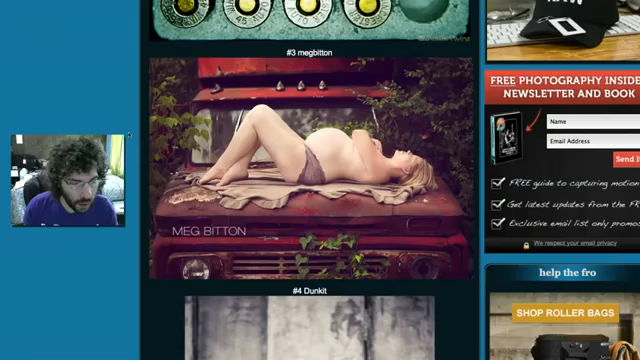 #3 megbitton
MEG BITTON
#4 Dunkit
FREE PHOTOGRAPHY INSIDE
NEWSLETTER AND BOOK
Name
Email Address
Send I
FREE guide to capturing motio
Get latest updates from the FR
Exclusive email list only promo
We respect your email privacy
help the fro
SHOP ROLLER BAGS